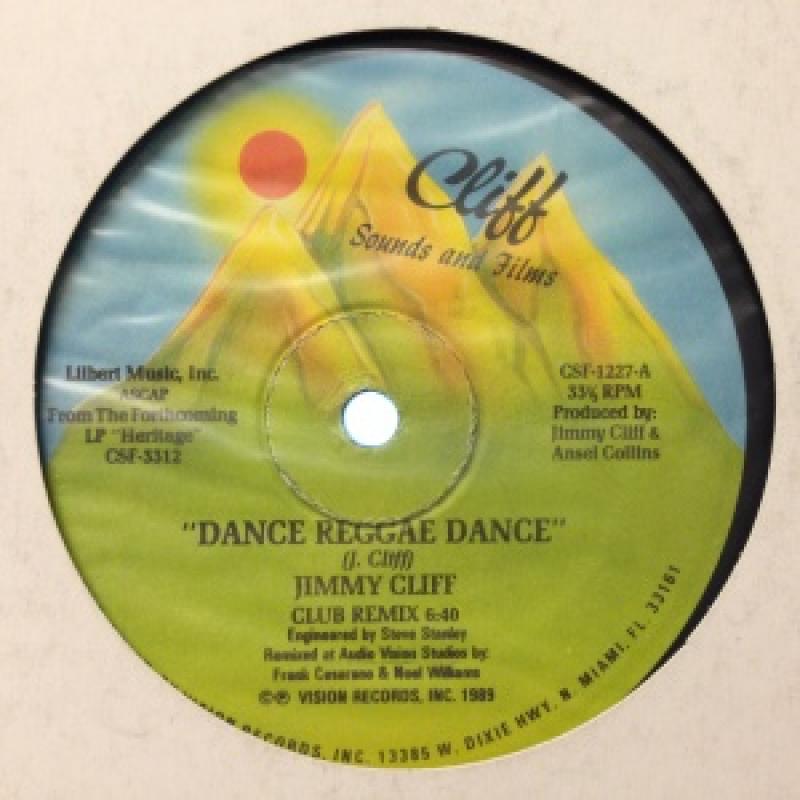 Cliff
Sounds and Films
Lilbert Music, Inc.
ASCAP
From The Forthcoming
LP "Heritage"
CSF-3312
CSF-1227-A
33⅓ RPM
Produced by:
Jimmy Cliff &
Ansel Collins
"DANCE REGGAE DANCE"
(J. Cliff)
JIMMY CLIFF
CLUB REMIX 6:40
Engineered by Steve Stanley
Remixed at Audio Vision Studios by:
Frank Cesarano & Noel Williams
©℗ VISION RECORDS, INC. 1989
RECORDS, INC. 13385 W. DIXIE HWY. N. MIAMI, FL. 33161